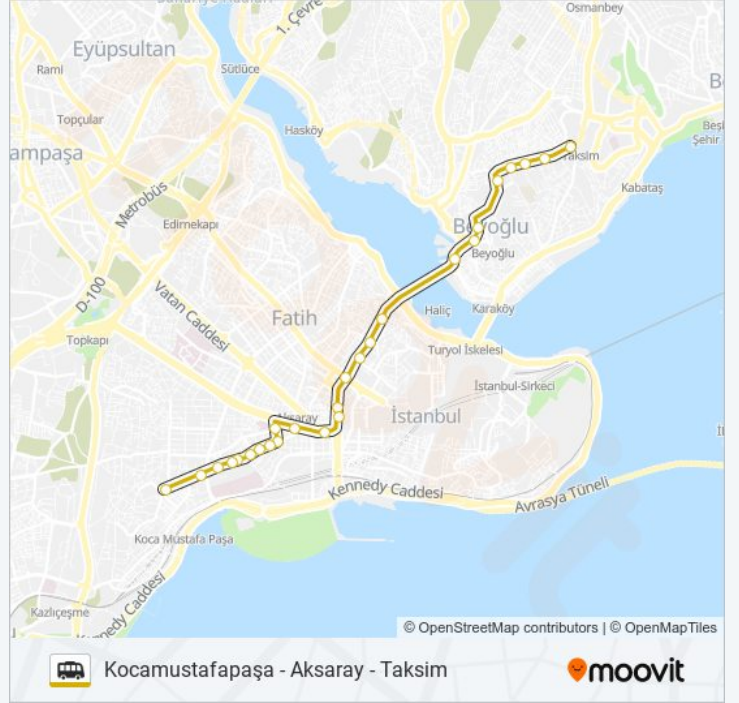 Osmanbey
1. Çevre
Eyüpsultan
Rami
Sütlüce
Topçular
Hasköy
ampaşa
Beşi
Şehir
Taksim
Kabataş
Metrobüs
Edirnekapı
Beyoğlu
Beyoğlu
D-100
Vatan Caddesi
Fatih
Haliç
Karaköy
Topkapı
Turyol İskelesi
İstanbul-Sirkeci
Aksaray
İstanbul
Kennedy Caddesi
Avrasya Tüneli
Koca Mustafa Paşa
Kazlıçeşme
Kennedy Caddesi
© OpenStreetMap contributors | © OpenMapTiles
Kocamustafapaşa - Aksaray - Taksim
moovit